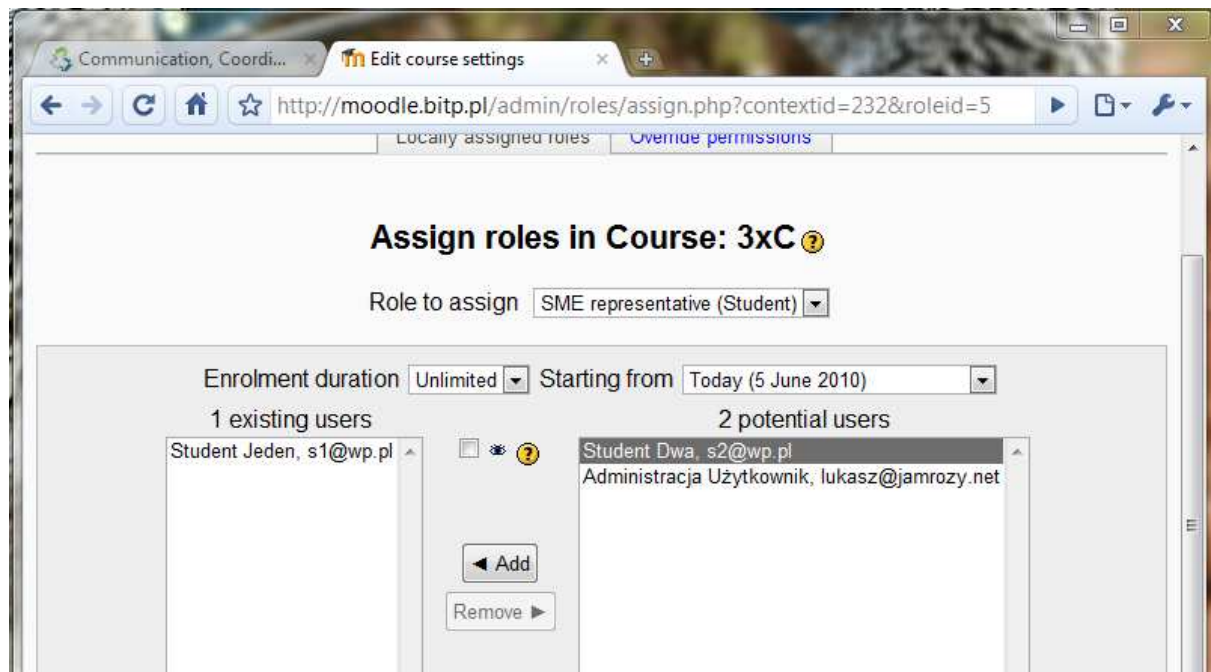 Communication, Coordi...
Edit course settings
http://moodle.bitp.pl/admin/roles/assign.php?contextid=232&roleid=5
Locally assigned roles Override permissions
Assign roles in Course: 3xC
Role to assign SME representative (Student)
Enrolment duration Unlimited Starting from Today (5 June 2010)
1 existing users 2 potential users
Student Jeden, s1@wp.pl
Student Dwa, s2@wp.pl
Administracja Użytkownik, lukasz@jamrozy.net
◄ Add
Remove ►